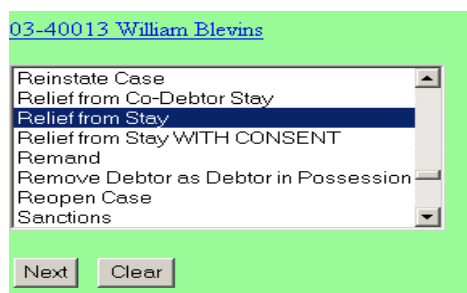 03-40013 William Blevins
Reinstate Case
Relief from Co-Debtor Stay
Relief from Stay
Relief from Stay WITH CONSENT
Remand
Remove Debtor as Debtor in Possession
Reopen Case
Sanctions
Next Clear